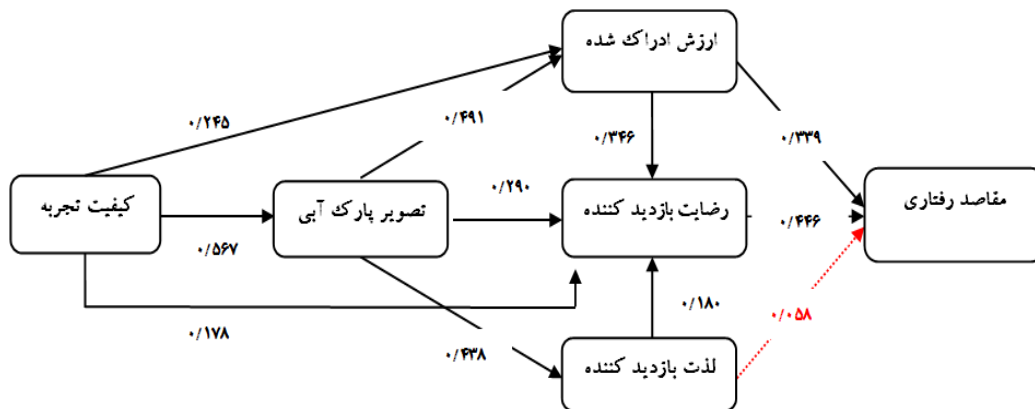 ارزش ادراك شده
۰/۲۴۵
۰/۴۹۱
۰/۳۴۶
۰/۳۳۹
کیفیت تجربه
تصویر پارک آبی
۰/۲۹۰
رضایت بازدید کننده
مقاصد رفتاری
۰/۵۶۷
۰/۴۴۶
۰/۱۷۸
۰/۴۳۸
۰/۱۸۰
۰/۰۵۸
لذت بازدید کننده